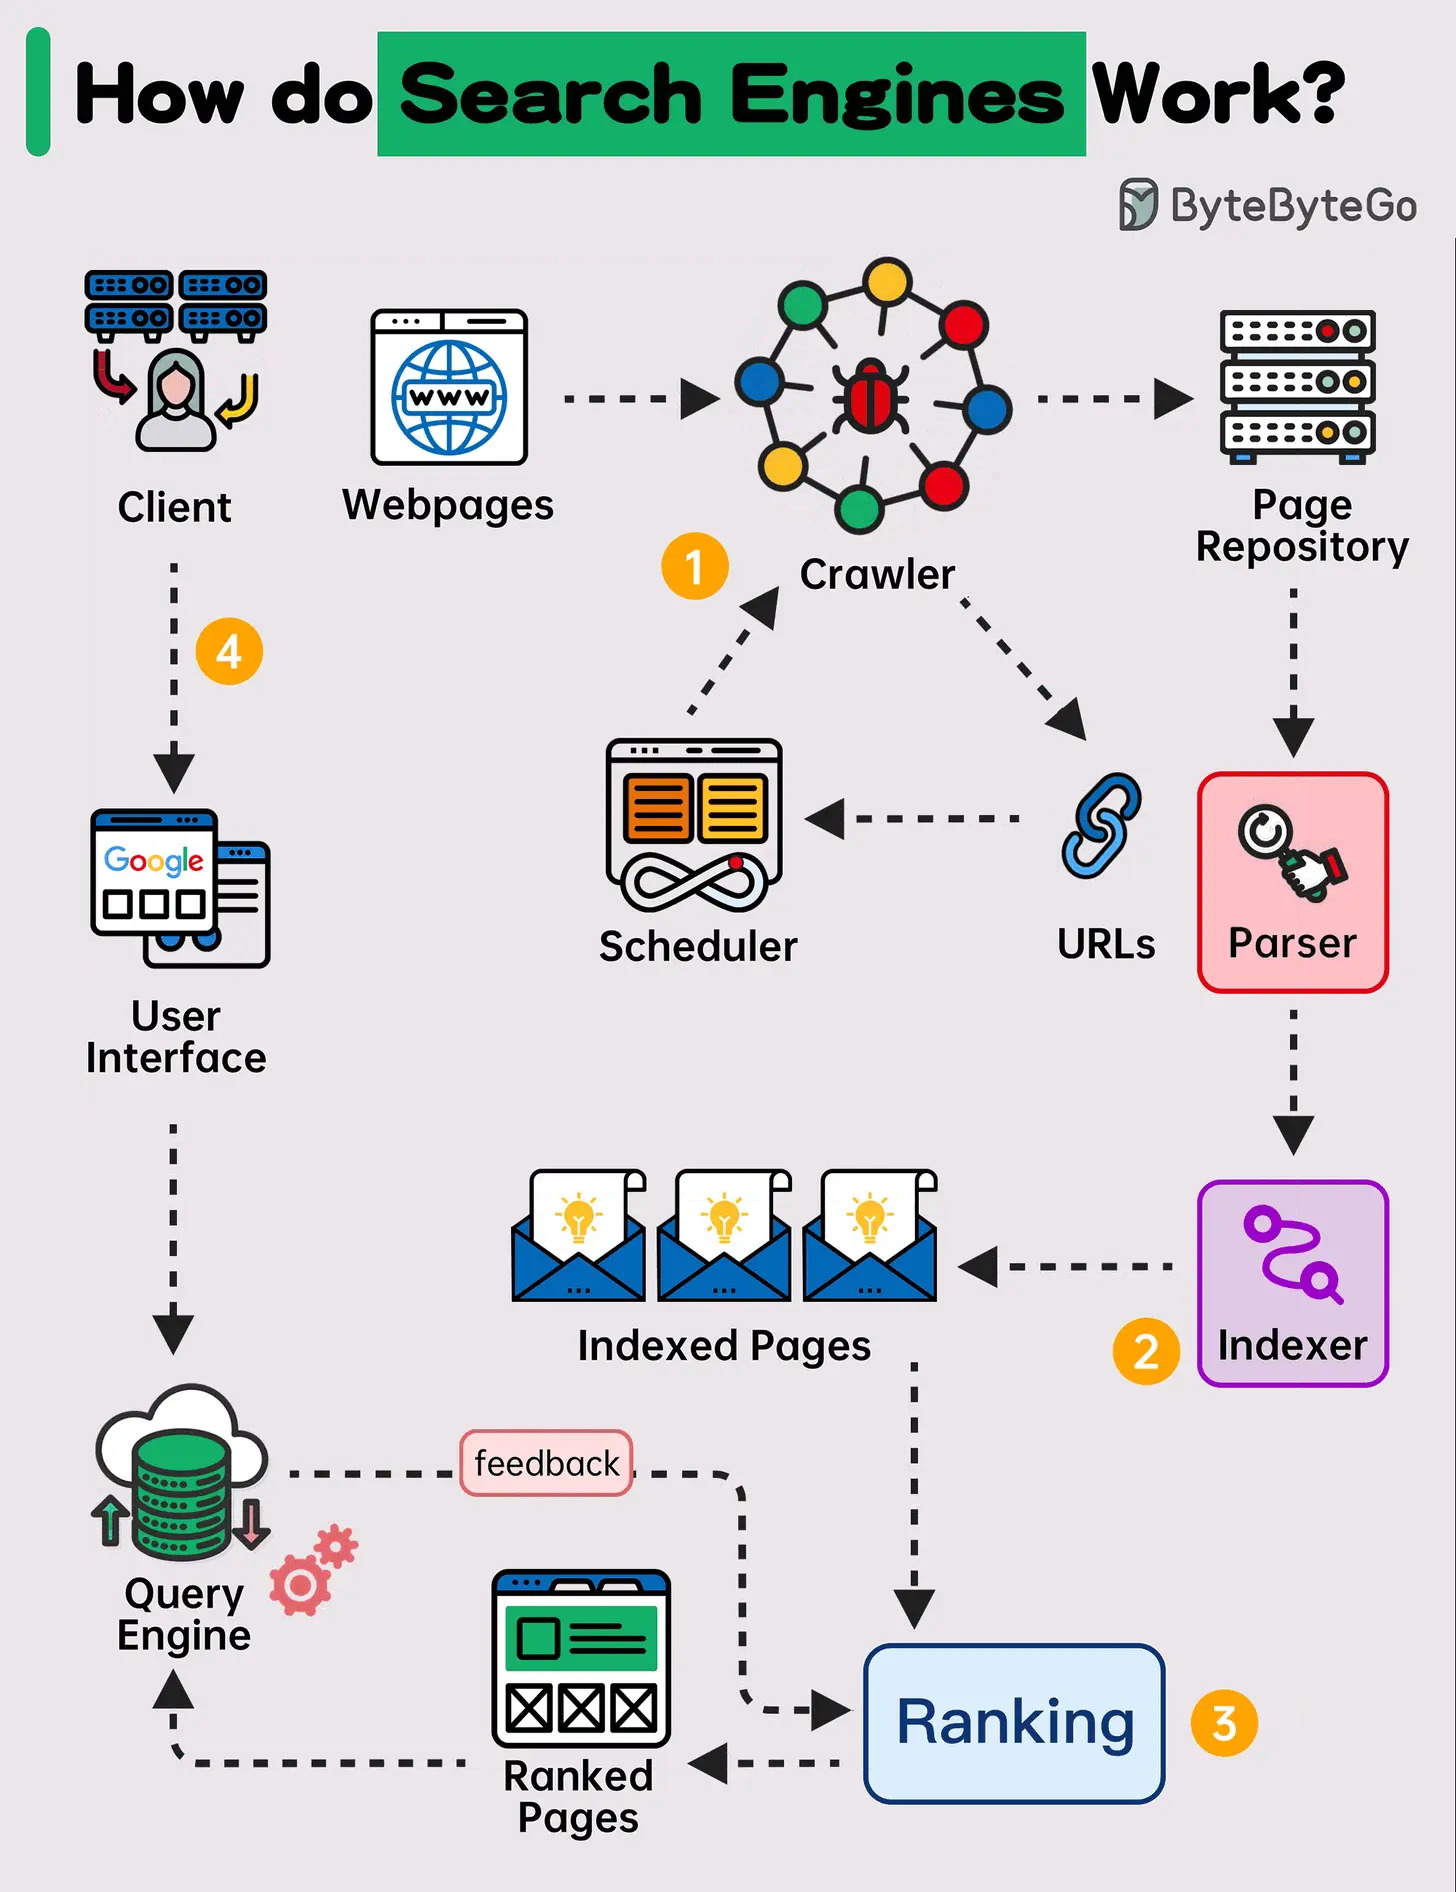 How do Search Engines Work?
ByteByteGo
Client
Webpages
WWW
Crawler
Page
Repository
1
4
Google
User
Interface
Scheduler
URLs
Parser
Indexed Pages
2
Indexer
feedback
Query
Engine
Ranked
Pages
Ranking
3